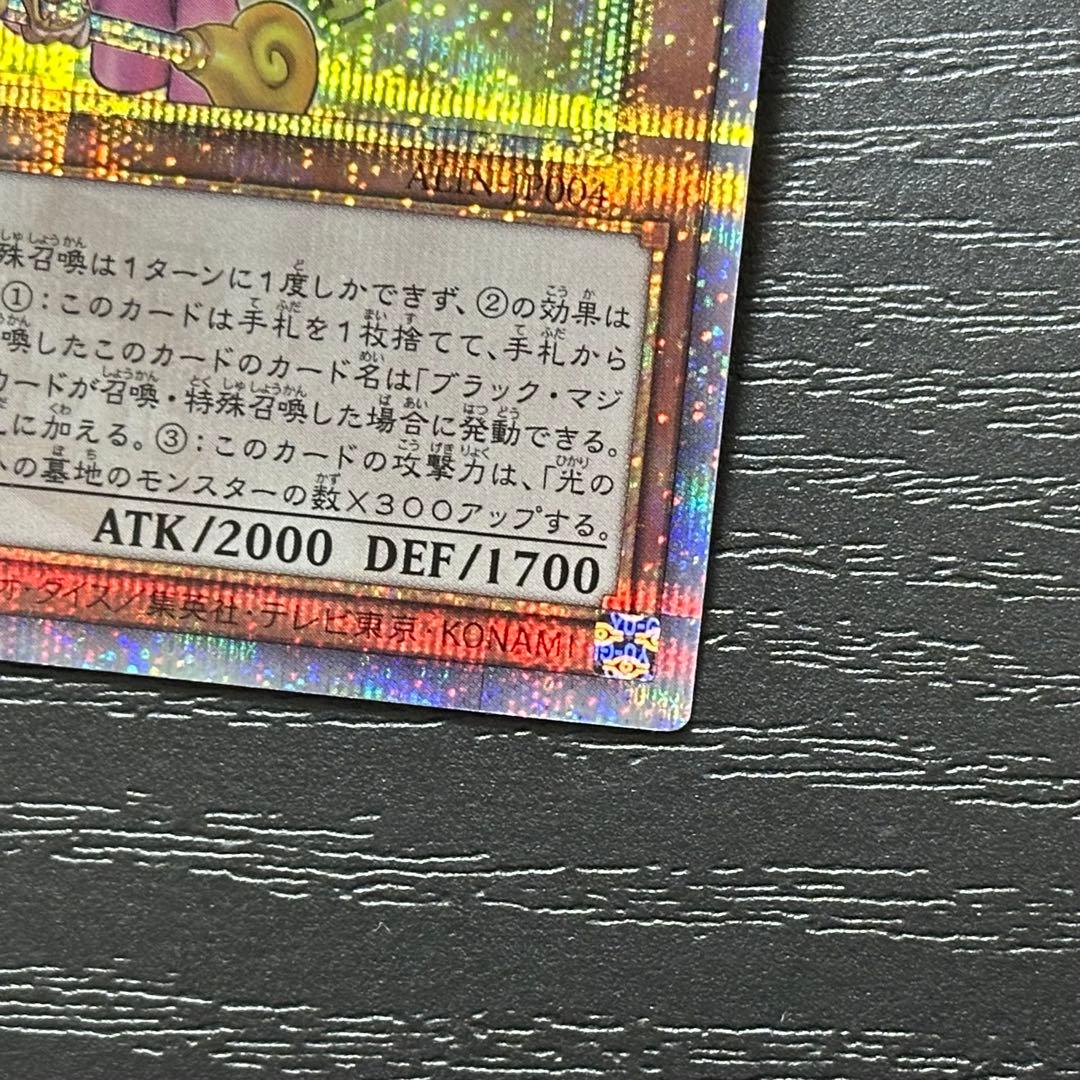 ALIN-JP004
殊召喚は1ターンに1度しかできず、②の効果は
①：このカードは手札を1枚捨てて、手札から
喚したこのカードのカード名は「ブラック・マジ
カードが召喚・特殊召喚した場合に発動できる。
に加える。③：このカードの攻撃力は、「光の
の墓地のモンスターの数×300アップする。
ATK/2000 DEF/1700
オ・ダイス／集英社・テレビ東京・KONAMI